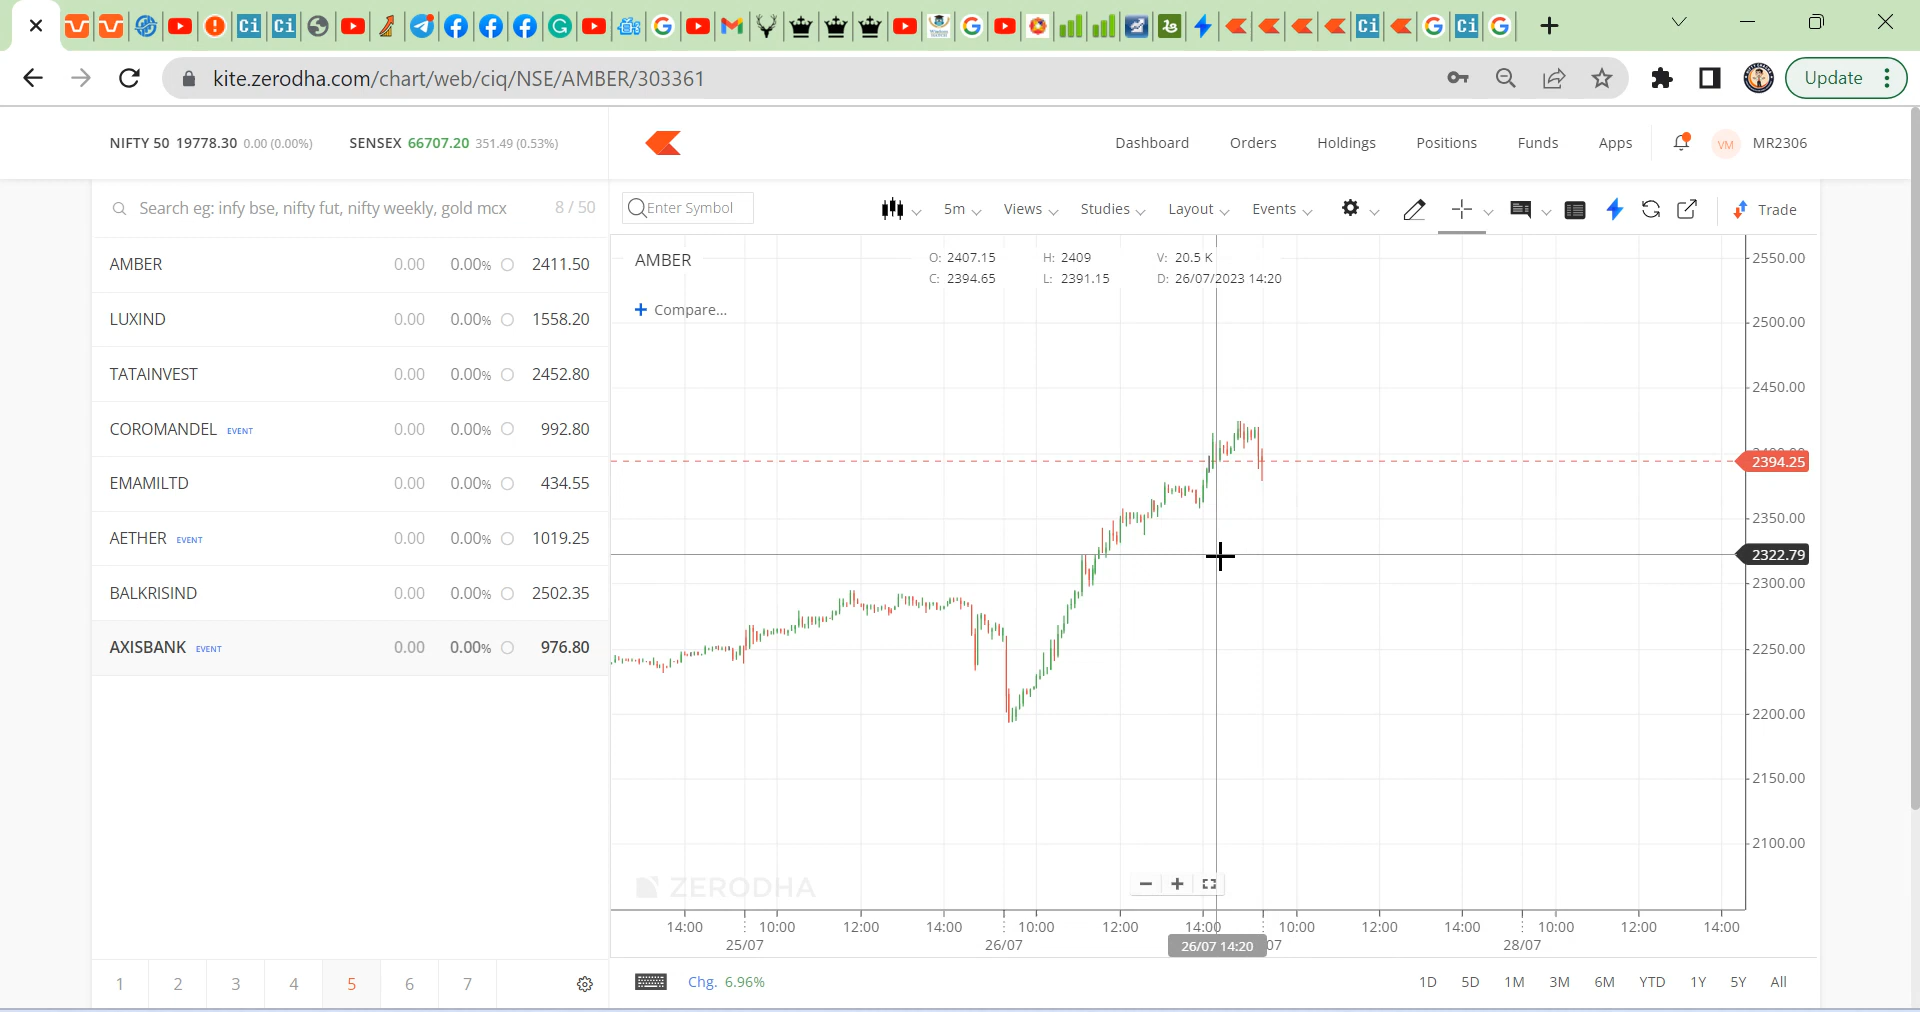 kite.zerodha.com/chart/web/ciq/NSE/AMBER/303361
Update
NIFTY 50 19778.30 0.00 (0.00%) SENSEX 66707.20 351.49 (0.53%)
Dashboard Orders Holdings Positions Funds Apps VM MR2306
Search eg: infy bse, nifty fut, nifty weekly, gold mcx 8 / 50
Enter Symbol 5m Views Studies Layout Events Trade
AMBER 0.00 0.00% 2411.50
LUXIND 0.00 0.00% 1558.20
TATAINVEST 0.00 0.00% 2452.80
COROMANDEL EVENT 0.00 0.00% 992.80
EMAMILTD 0.00 0.00% 434.55
AETHER EVENT 0.00 0.00% 1019.25
BALKRISIND 0.00 0.00% 2502.35
AXISBANK EVENT 0.00 0.00% 976.80
1 2 3 4 5 6 7
AMBER
O: 2407.15 H: 2409 V: 20.5 K
C: 2394.65 L: 2391.15 D: 26/07/2023 14:20
+ Compare...
2550.00
2500.00
2450.00
2394.25
2350.00
2322.79
2300.00
2250.00
2200.00
2150.00
2100.00
ZERODHA
14:00 10:00 12:00 14:00 10:00 12:00 14:00 10:00 12:00 14:00 10:00 12:00 14:00
25/07 26/07 26/07 14:20 07 28/07
Chg. 6.96% 1D 5D 1M 3M 6M YTD 1Y 5Y All